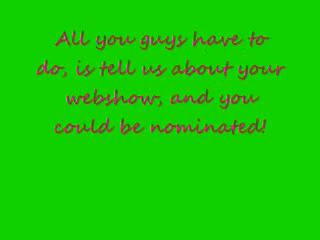 All you guys have to
do, is tell us about your
webshow, and you
could be nominated!